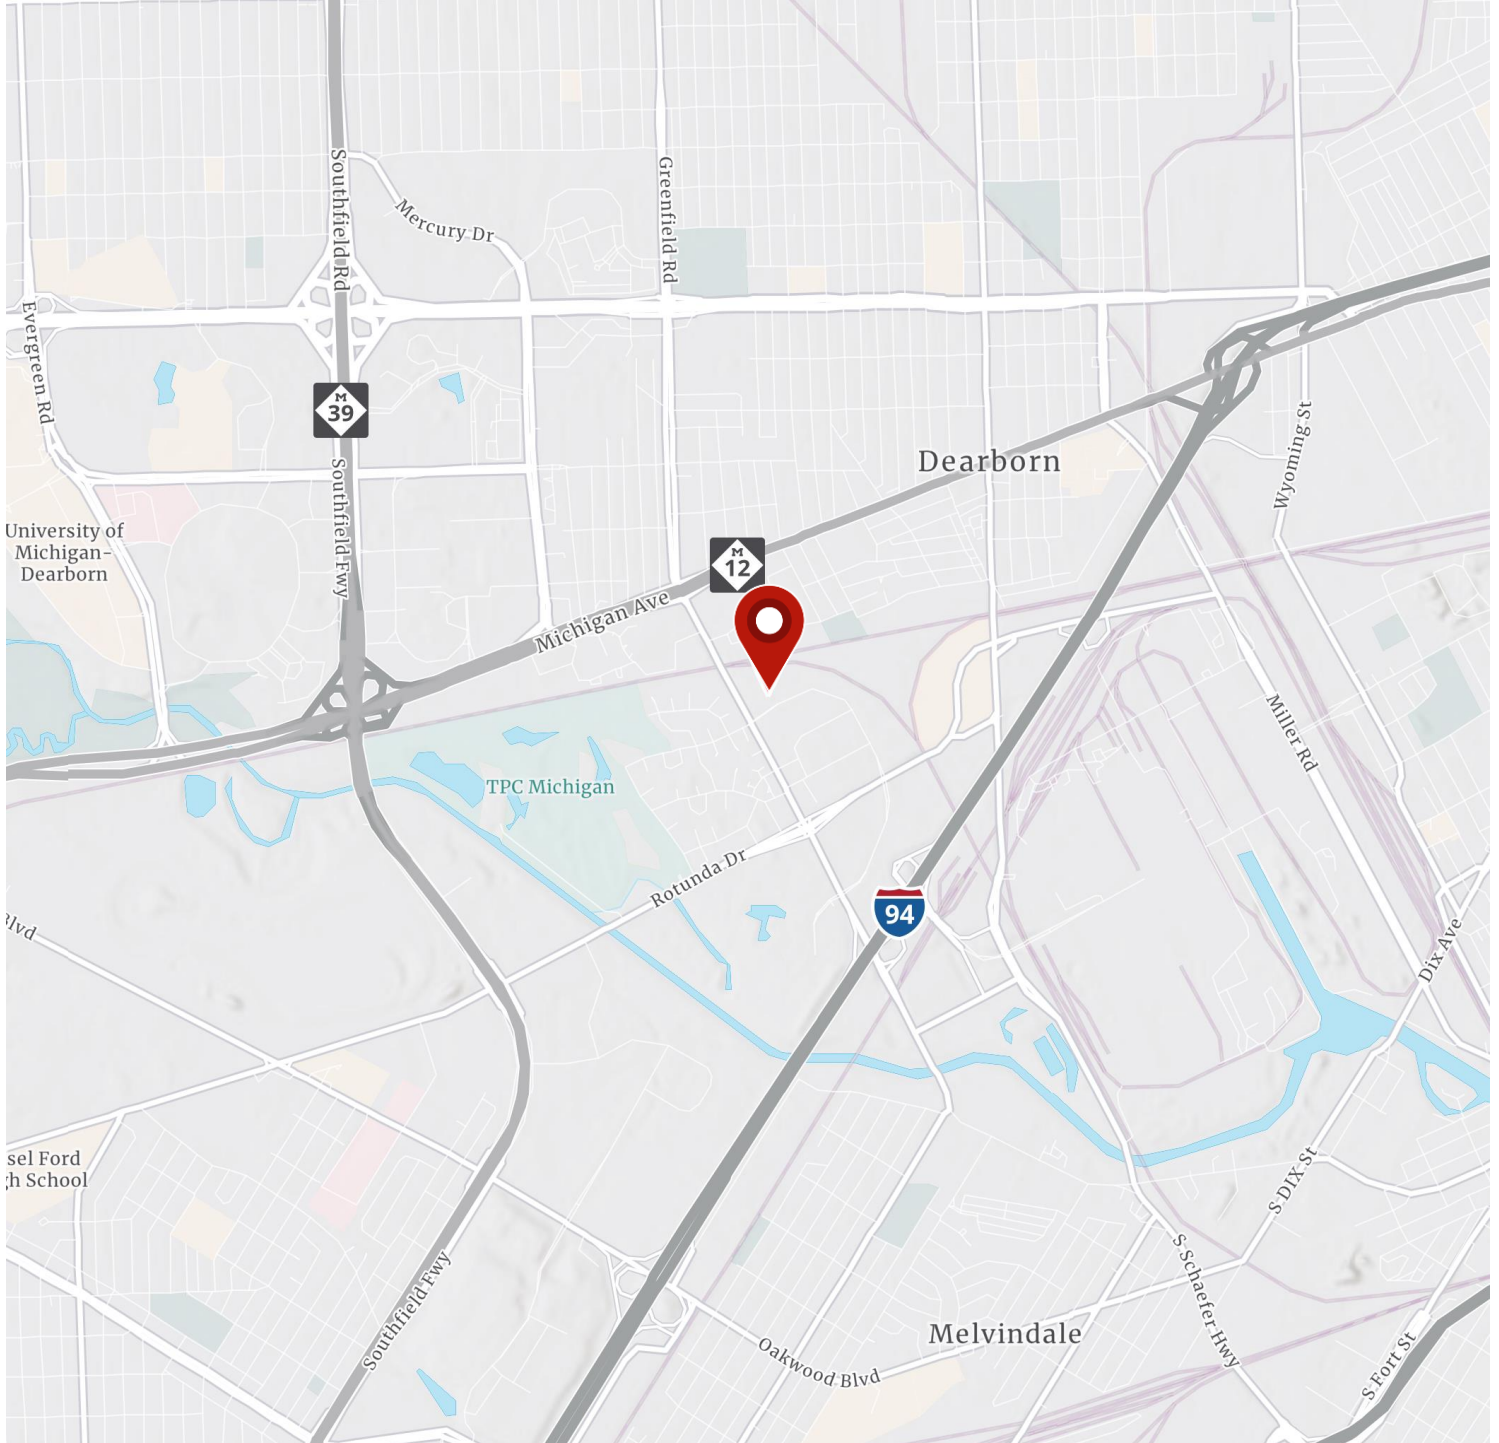 Southfield Rd
Mercury Dr
Greenfield Rd
Evergreen Rd
M
39
Southfield Fwy
Dearborn
Wyoming St
University of
Michigan-
Dearborn
M
12
Michigan Ave
Miller Rd
TPC Michigan
Rotunda Dr
94
Blvd
Dix Ave
sel Ford
gh School
S DIX St
Southfield Fwy
S Schaefer Hwy
Melvindale
Oakwood Blvd
S Fort St